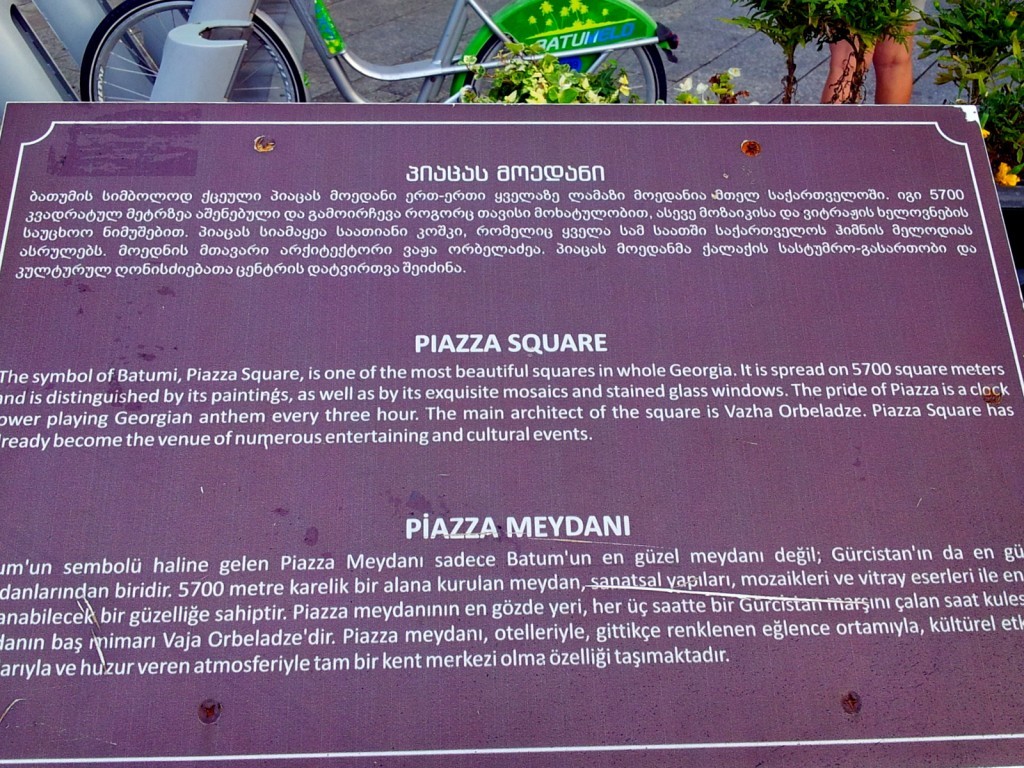 BATUMVELO
პიაცას მოედანი
ბათუმის სიმბოლოდ ქცეული პიაცას მოედანი ერთ-ერთი ყველაზე ლამაზი მოედანია მთელ საქართველოში. იგი 5700
კვადრატულ მეტრზეა აშენებული და გამოირჩევა როგორც თავისი მოხატულობით, ასევე მოზაიკისა და ვიტრაჟის ხელოვნების
საუცხოო ნიმუშებით. პიაცას სიამაყეა საათიანი კოშკი, რომელიც ყველა სამ საათში საქართველოს ჰიმნის მელოდიას
ასრულებს. მოედნის მთავარი არქიტექტორი ვაჟა ორბელაძეა. პიაცას მოედანმა ქალაქის სასტუმრო-გასართობი და
კულტურულ ღონისძიებათა ცენტრის დატვირთვა შეიძინა.
PIAZZA SQUARE
The symbol of Batumi, Piazza Square, is one of the most beautiful squares in whole Georgia. It is spread on 5700 square meters
and is distinguished by its paintings, as well as by its exquisite mosaics and stained glass windows. The pride of Piazza is a clock
ower playing Georgian anthem every three hour. The main architect of the square is Vazha Orbeladze. Piazza Square has
lready become the venue of numerous entertaining and cultural events.
PİAZZA MEYDANI
um'un sembolü haline gelen Piazza Meydanı sadece Batum'un en güzel meydanı değil; Gürcistan'ın da en gü
danlarından biridir. 5700 metre karelik bir alana kurulan meydan, sanatsal yapıları, mozaikleri ve vitray eserleri ile en
anabilecek bir güzelliğe sahiptir. Piazza meydanının en gözde yeri, her üç saatte bir Gürcistan marşını çalan saat kules
danın baş mimarı Vaja Orbeladze'dir. Piazza meydanı, otelleriyle, gittikçe renklenen eğlence ortamıyla, kültürel etk
larıyla ve huzur veren atmosferiyle tam bir kent merkezi olma özelliği taşımaktadır.